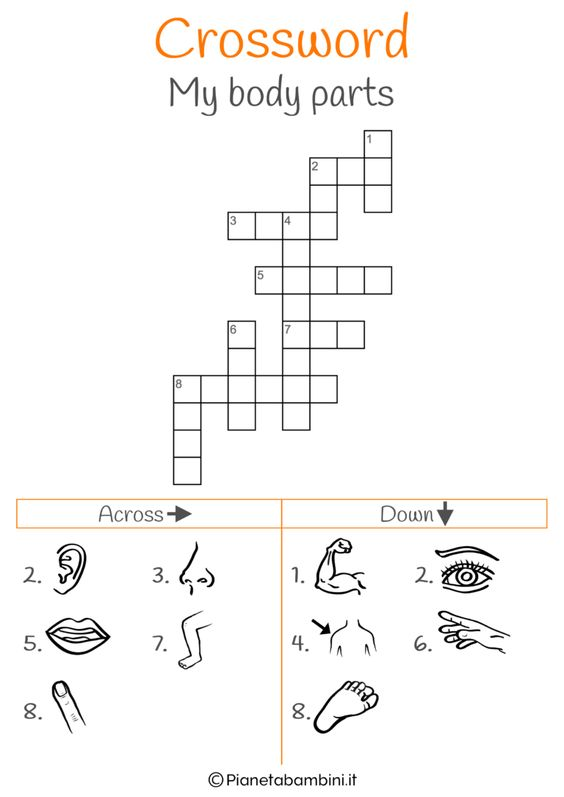 Crossword
My body parts
1
2
3 4
5
6 7
8
Across Down
2. 3. 1. 2.
5. 7. 4. 6.
8. 8.
© Pianetabambini.it